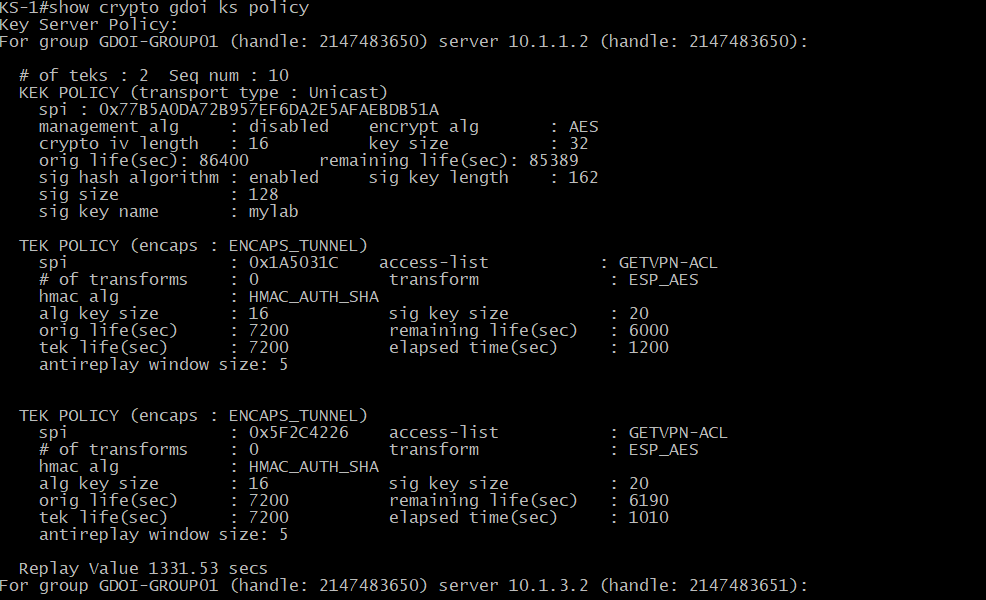 KS-1#show crypto gdoi ks policy
Key Server Policy:
For group GDOI-GROUP01 (handle: 2147483650) server 10.1.1.2 (handle: 2147483650):
# of teks : 2 Seq num : 10
KEK POLICY (transport type : Unicast)
spi : 0x77B5A0DA72B957EF6DA2E5AFAEBDB51A
management alg : disabled encrypt alg : AES
crypto iv length : 16 key size : 32
orig life(sec): 86400 remaining life(sec): 85389
sig hash algorithm : enabled sig key length : 162
sig size : 128
sig key name : mylab
TEK POLICY (encaps : ENCAPS_TUNNEL)
spi : 0x1A5031C access-list : GETVPN-ACL
# of transforms : 0 transform : ESP_AES
hmac alg : HMAC_AUTH_SHA
alg key size : 16 sig key size : 20
orig life(sec) : 7200 remaining life(sec) : 6000
tek life(sec) : 7200 elapsed time(sec) : 1200
antireplay window size: 5
TEK POLICY (encaps : ENCAPS_TUNNEL)
spi : 0x5F2C4226 access-list : GETVPN-ACL
# of transforms : 0 transform : ESP_AES
hmac alg : HMAC_AUTH_SHA
alg key size : 16 sig key size : 20
orig life(sec) : 7200 remaining life(sec) : 6190
tek life(sec) : 7200 elapsed time(sec) : 1010
antireplay window size: 5
Replay Value 1331.53 secs
For group GDOI-GROUP01 (handle: 2147483650) server 10.1.3.2 (handle: 2147483651):